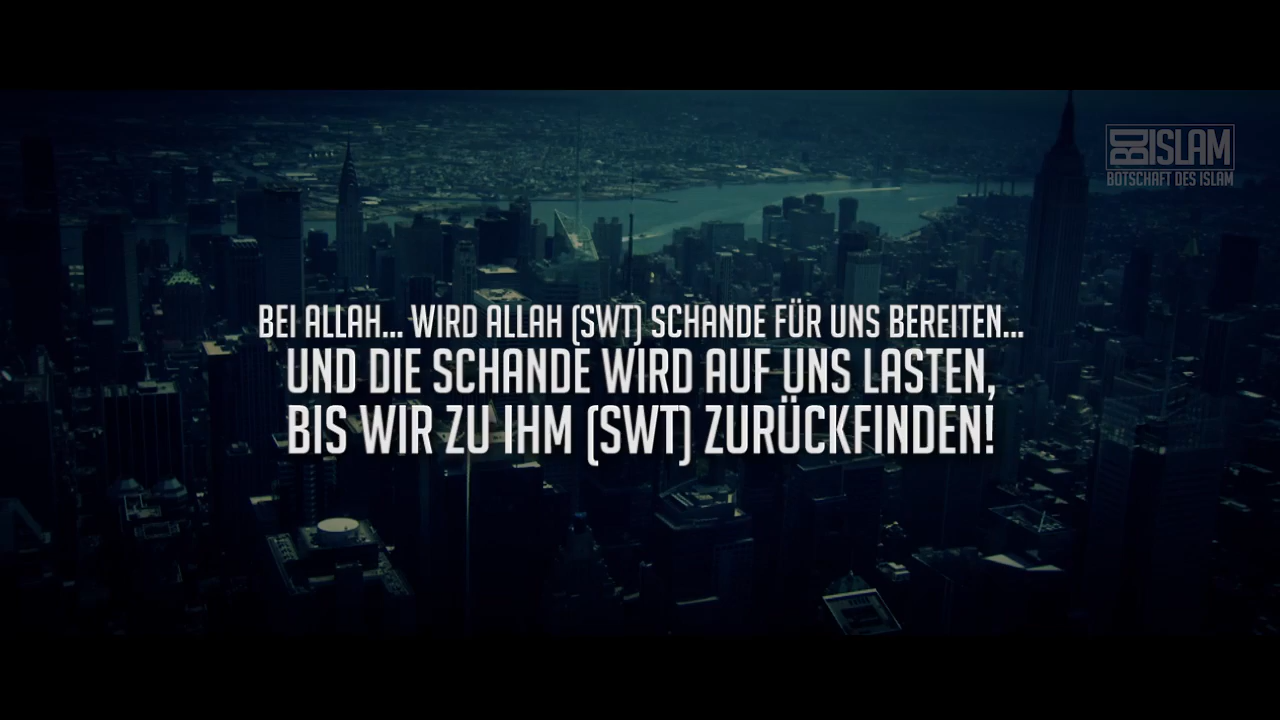 BDISLAM
BOTSCHAFT DES ISLAM
BEI ALLAH... WIRD ALLAH (SWT) SCHANDE FÜR UNS BEREITEN...
UND DIE SCHANDE WIRD AUF UNS LASTEN,
BIS WIR ZU IHM (SWT) ZURÜCKFINDEN!